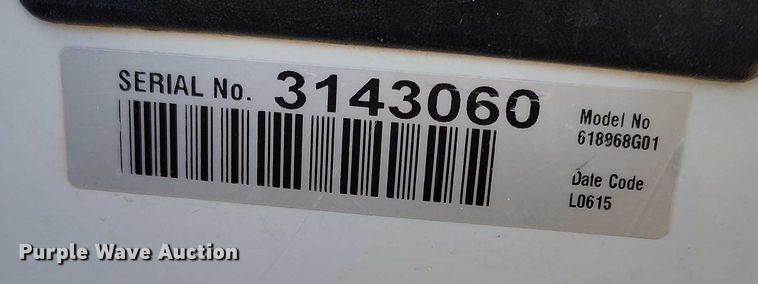 SERIAL No. 3143060
Model No
618968G01
Date Code
L0615
Purple Wave Auction